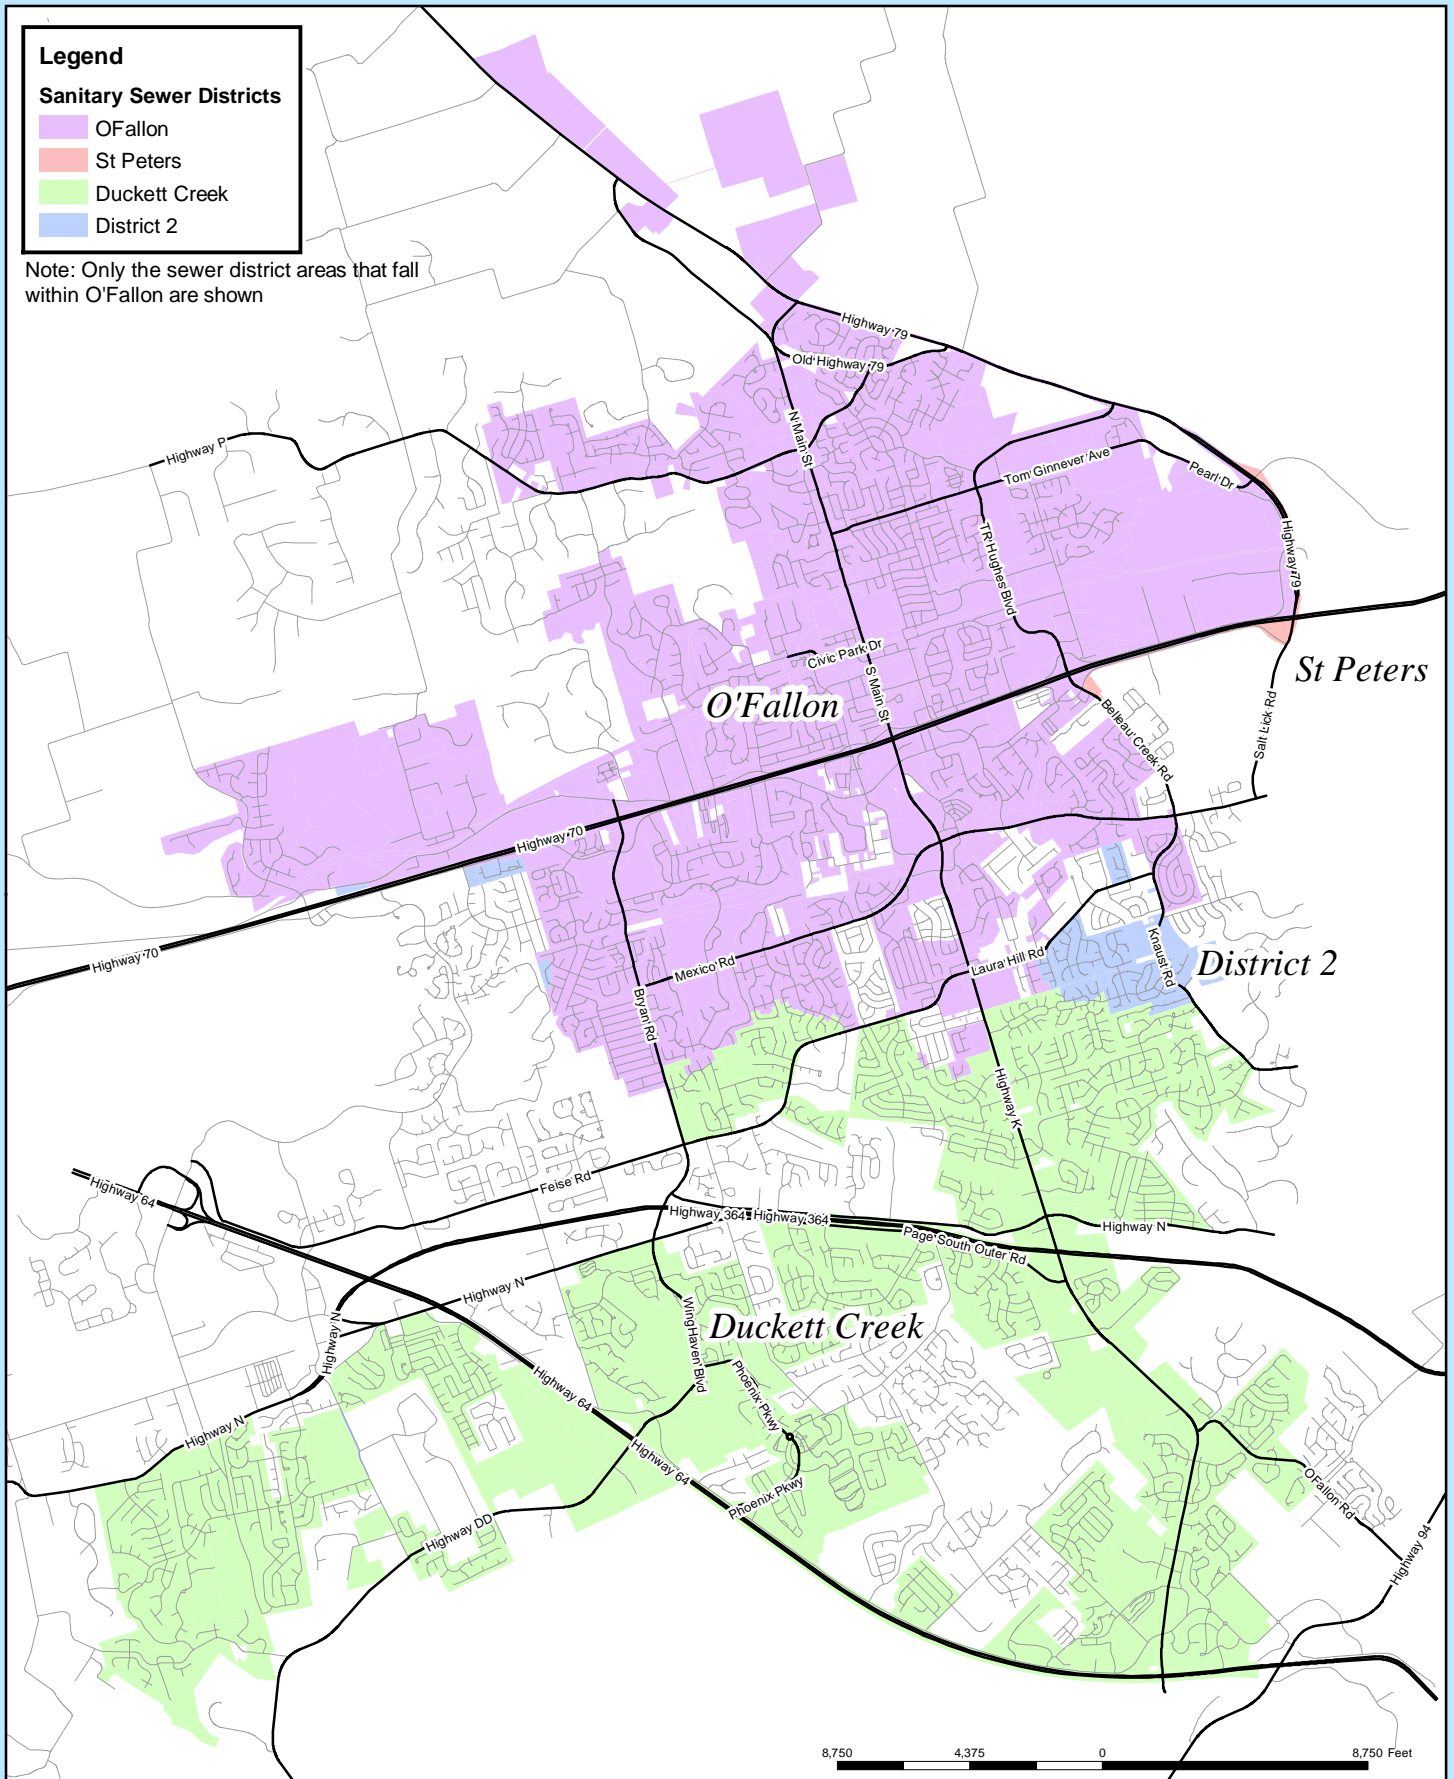 Legend
Sanitary Sewer Districts
OFallon
St Peters
Duckett Creek
District 2
Note: Only the sewer district areas that fall
within O'Fallon are shown
Highway 79
Old Highway 79
N Main St
Highway P
Tom Ginnever Ave
Pearl Dr
TR Hughes Blvd
Highway 79
Civic Park Dr
S Main St
St Peters
O'Fallon
Belleau Creek Rd
Salt Lick Rd
Highway 70
Highway 70
Mexico Rd
Laura Hill Rd
Knaust Rd
District 2
Bryan Rd
Highway K
Feise Rd
Highway 64
Highway 364
Highway 364
Highway N
Page South Outer Rd
Highway N
Highway N
WingHaven Blvd
Duckett Creek
Phoenix Pkwy
Highway 64
Highway N
Highway 64
Phoenix Pkwy
OFallon Rd
Highway DD
Highway 94
8,750
4,375
0
8,750 Feet